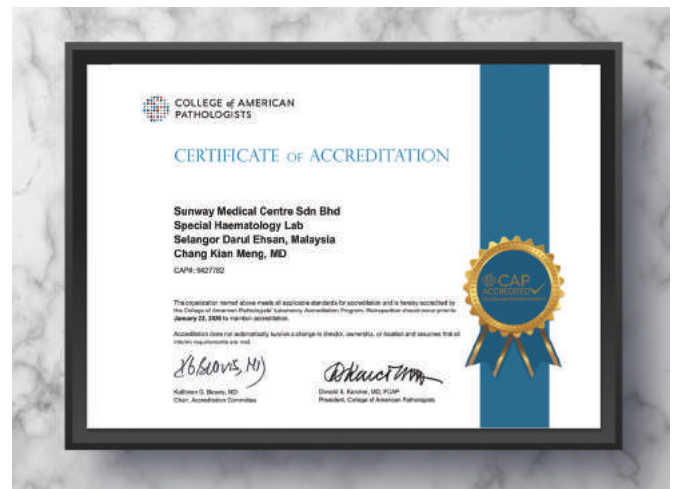 COLLEGE of AMERICAN
PATHOLOGISTS
CERTIFICATE OF ACCREDITATION
Sunway Medical Centre Sdn Bhd
Special Haematology Lab
Selangor Darul Ehsan, Malaysia
Chang Kian Meng, MD
CAP#: 9427782
The organization named above meets all applicable standards for accreditation and is hereby accredited by
the College of American Pathologists' Laboratory Accreditation Program. Reinspection should occur prior to
January 22, 2026 to maintain accreditation.
Accreditation does not automatically survive a change in director, ownership, or location and assumes that all
interim requirements are met.
Kathleen G. Beavis, MD
Chair, Accreditation Committee
Donald S. Karcher, MD, FCAP
President, College of American Pathologists
CAP
ACCREDITED